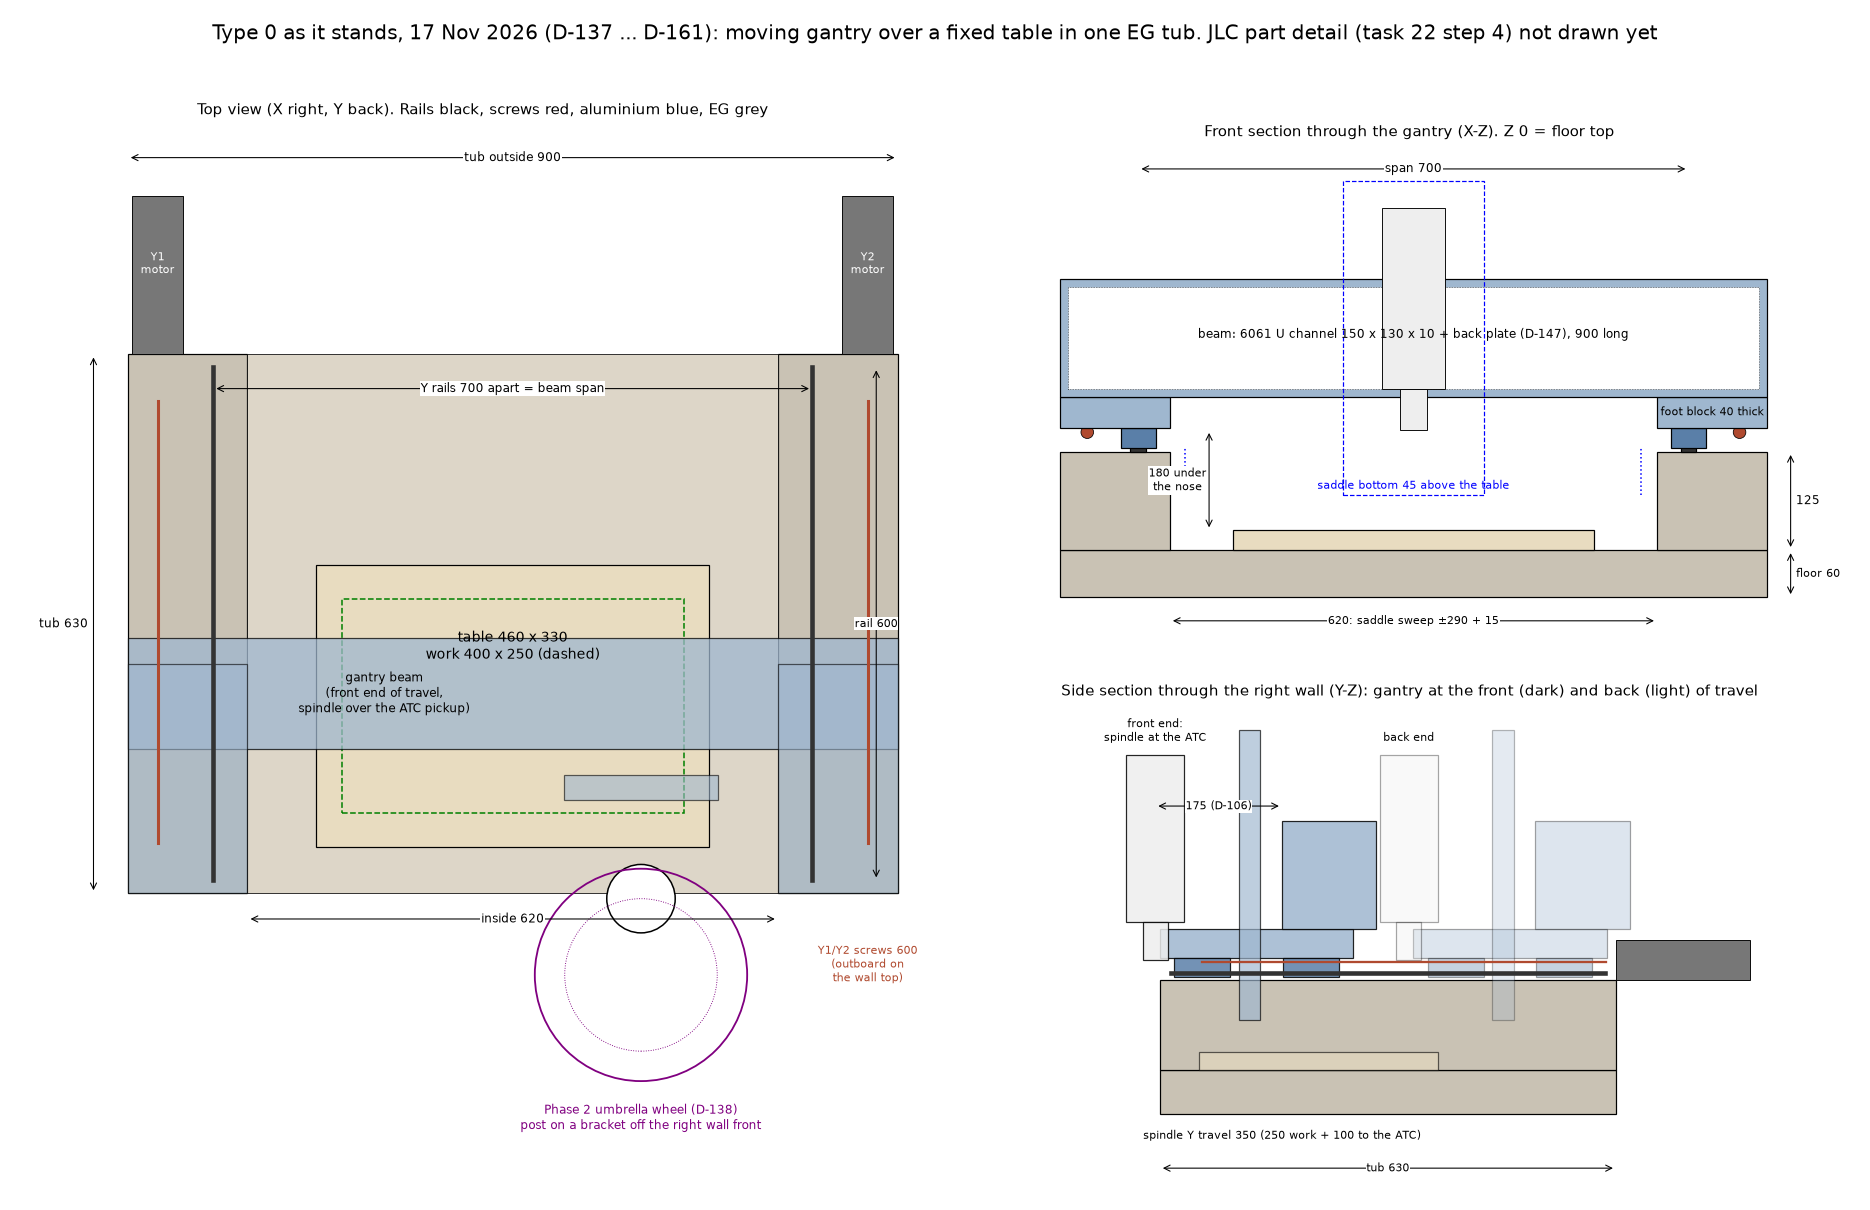 Type 0 as it stands, 17 Nov 2026 (D-137 ... D-161): moving gantry over a fixed table in one EG tub. JLC part detail (task 22 step 4) not drawn yet
Top view (X right, Y back). Rails black, screws red, aluminium blue, EG grey
tub outside 900
Y1
motor
Y2
motor
Y rails 700 apart = beam span
tub 630
rail 600
table 460 x 330
work 400 x 250 (dashed)
gantry beam
(front end of travel,
spindle over the ATC pickup)
inside 620
Y1/Y2 screws 600
(outboard on
the wall top)
Phase 2 umbrella wheel (D-138)
post on a bracket off the right wall front
Front section through the gantry (X-Z). Z 0 = floor top
span 700
beam: 6061 U channel 150 x 130 x 10 + back plate (D-147), 900 long
foot block 40 thick
180 under
the nose
saddle bottom 45 above the table
125
floor 60
620: saddle sweep ±290 + 15
Side section through the right wall (Y-Z): gantry at the front (dark) and back (light) of travel
front end:
spindle at the ATC
back end
175 (D-106)
spindle Y travel 350 (250 work + 100 to the ATC)
tub 630